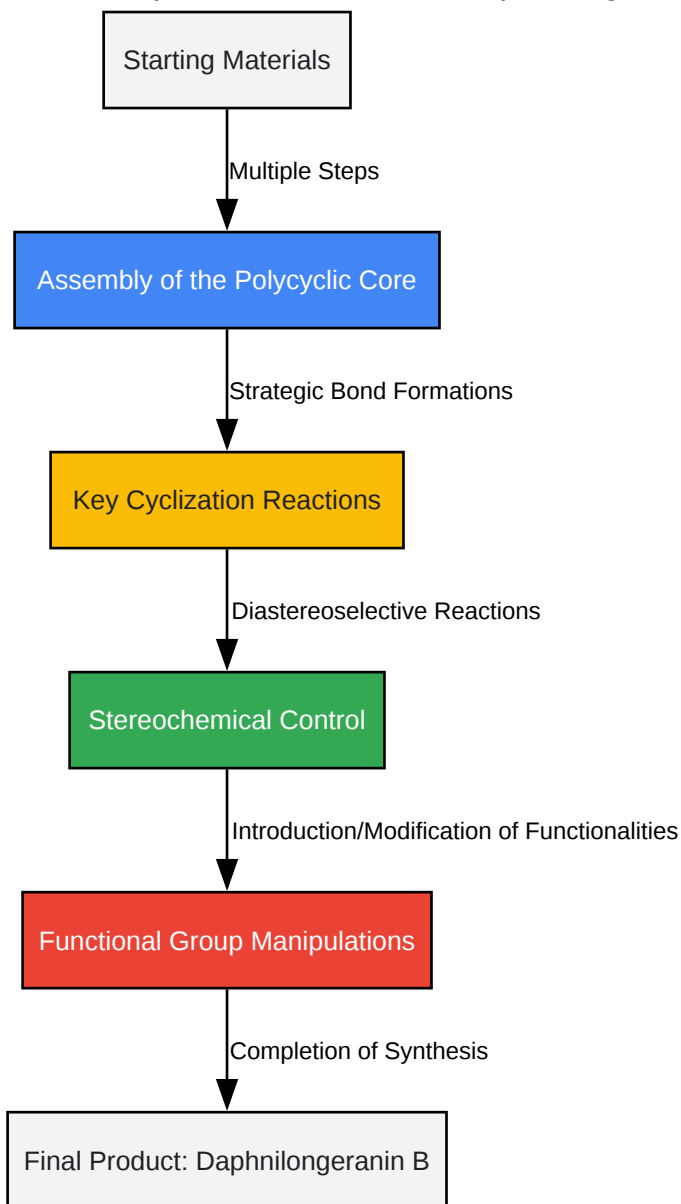 Starting Materials
Multiple Steps
Assembly of the Polycyclic Core
Strategic Bond Formations
Key Cyclization Reactions
Diastereoselective Reactions
Stereochemical Control
Introduction/Modification of Functionalities
Functional Group Manipulations
Completion of Synthesis
Final Product: Daphnilongeranin B